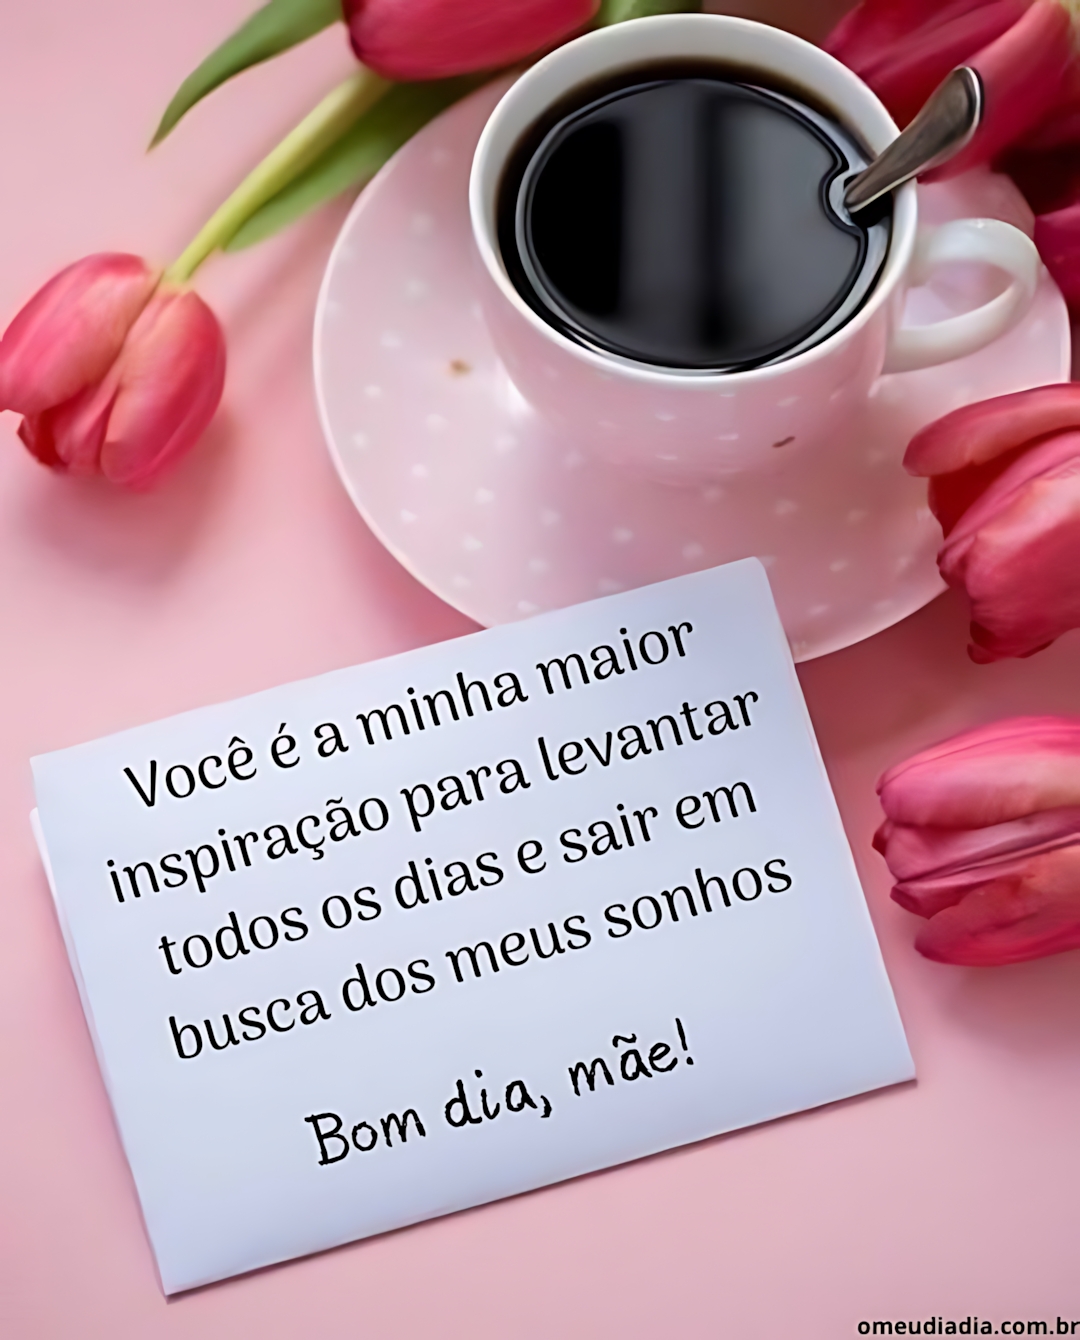 Você é a minha maior
inspiração para levantar
todos os dias e sair em
busca dos meus sonhos
Bom dia, mãe!
omeudiadia.com.br